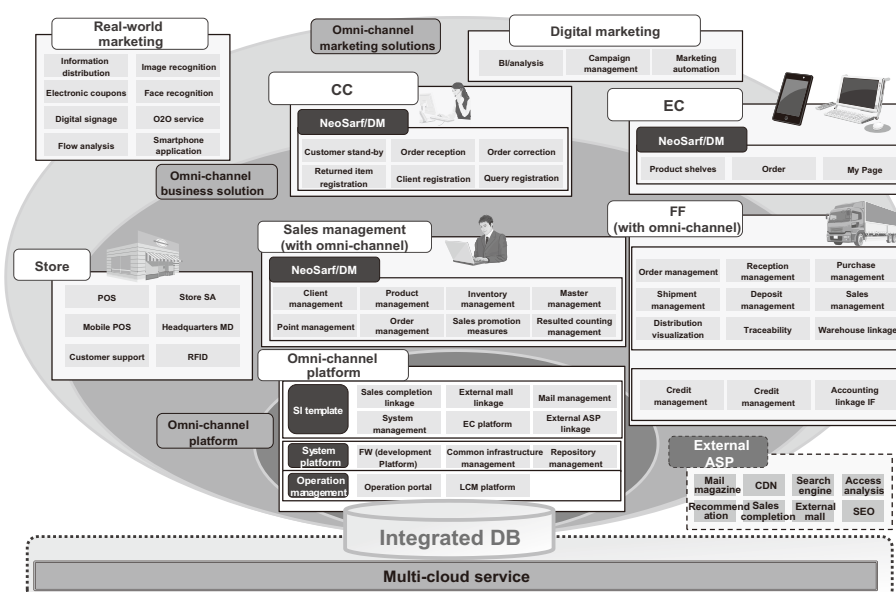 Real-world
marketing
Information
distribution
Image recognition
Electronic coupons
Face recognition
Digital signage
O2O service
Flow analysis
Smartphone
application
Omni-channel
marketing solutions
Digital marketing
BI/analysis
Campaign
management
Marketing
automation
CC
NeoSarf/DM
Customer stand-by
Order reception
Order correction
Returned item
registration
Client registration
Query registration
EC
NeoSarf/DM
Product shelves
Order
My Page
Omni-channel
business solution
Sales management
(with omni-channel)
NeoSarf/DM
Client
management
Product
management
Inventory
management
Master
management
Point management
Order
management
Sales promotion
measures
Resulted counting
management
FF
(with omni-channel)
Order management
Reception
management
Purchase
management
Shipment
management
Deposit
management
Sales
management
Distribution
visualization
Traceability
Warehouse linkage
Credit
management
Credit
management
Accounting
linkage IF
Store
POS
Store SA
Mobile POS
Headquarters MD
Customer support
RFID
Omni-channel
platform
SI template
Sales completion
linkage
External mall
linkage
Mail management
System
management
EC platform
External ASP
linkage
System
platform
FW (development
Platform)
Common infrastructure
management
Repository
management
Operation
management
Operation portal
LCM platform
Omni-channel
platform
External
ASP
Mail
magazine
CDN
Search
engine
Access
analysis
Recommend
ation
Sales
completion
External
mall
SEO
Integrated DB
Multi-cloud service